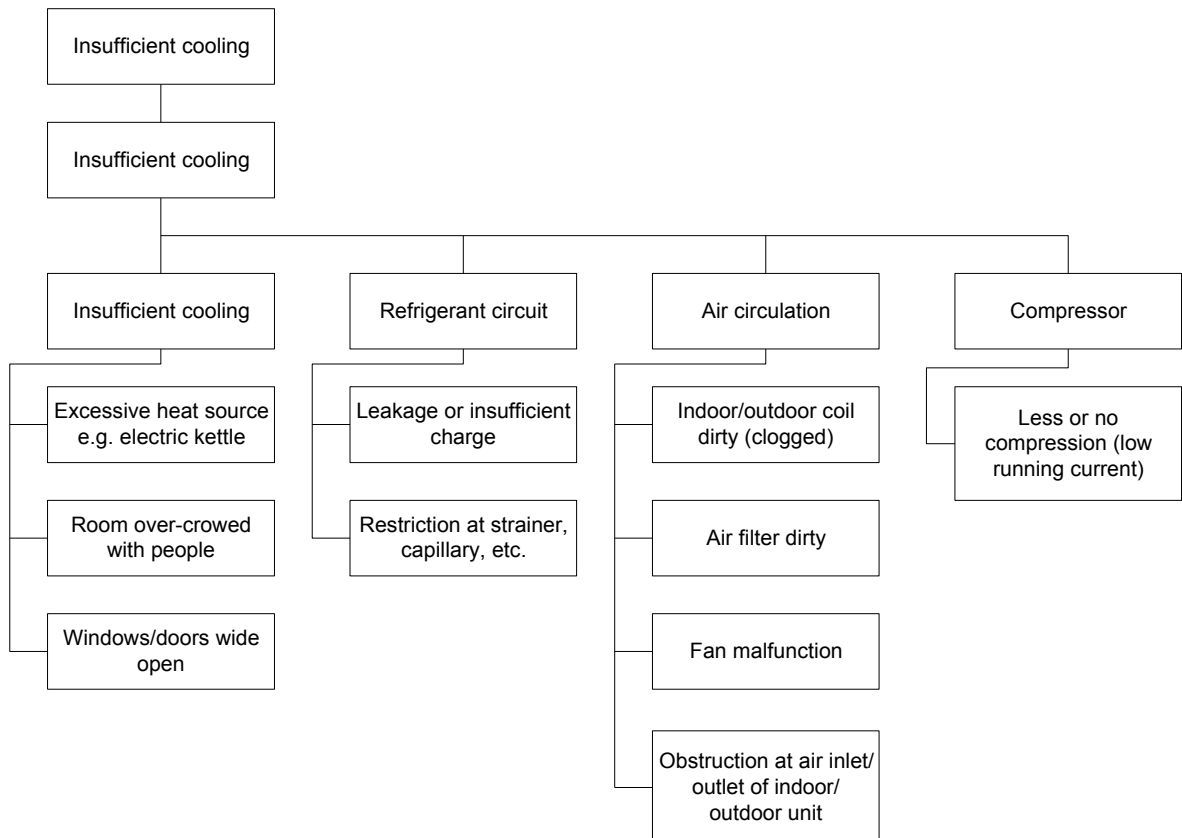 Insufficient cooling
Insufficient cooling
Insufficient cooling
Refrigerant circuit
Air circulation
Compressor
Excessive heat source
e.g. electric kettle
Room over-crowed
with people
Windows/doors wide
open
Leakage or insufficient
charge
Restriction at strainer,
capillary, etc.
Indoor/outdoor coil
dirty (clogged)
Air filter dirty
Fan malfunction
Obstruction at air inlet/
outlet of indoor/
outdoor unit
Less or no
compression (low
running current)